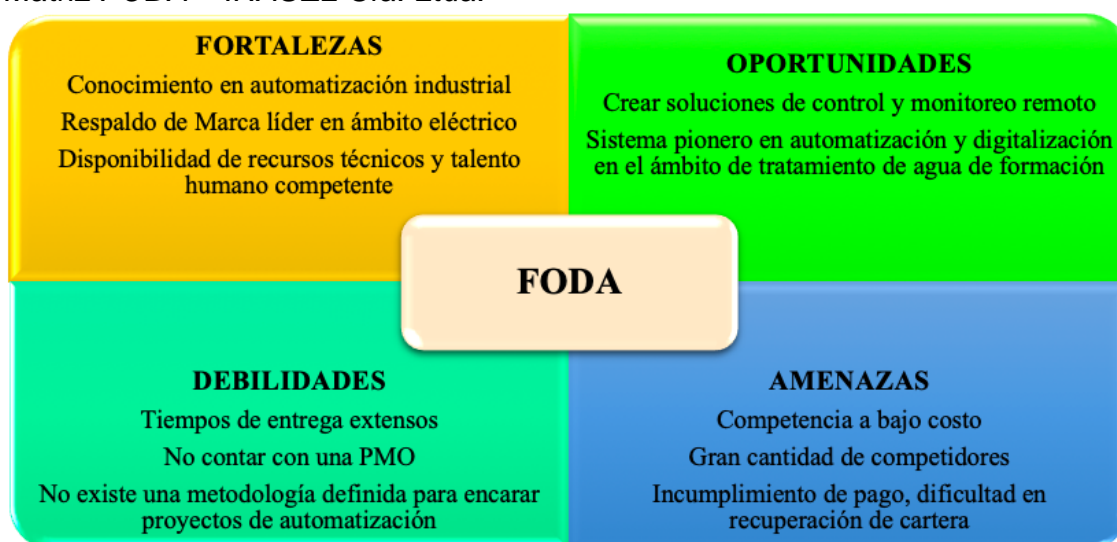 Matriz FODA Cía. Ltda.
FORTALEZAS
Conocimiento en automatización industrial
Respaldo de Marca líder en ámbito eléctrico
Disponibilidad de recursos técnicos y talento
humano competente
OPORTUNIDADES
Crear soluciones de control y monitoreo remoto
Sistema pionero en automatización y digitalización
en el ámbito de tratamiento de agua de formación
FODA
DEBILIDADES
Tiempos de entrega extensos
No contar con una PMO
No existe una metodología definida para encarar
proyectos de automatización
AMENAZAS
Competencia a bajo costo
Gran cantidad de competidores
Incumplimiento de pago, dificultad en
recuperación de cartera